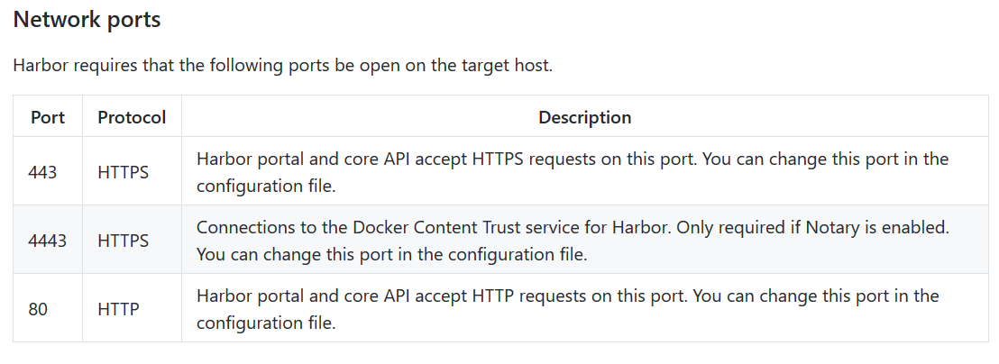 Network ports
Harbor requires that the following ports be open on the target host.
Port Protocol Description
443 HTTPS Harbor portal and core API accept HTTPS requests on this port. You can change this port in the
configuration file.
4443 HTTPS Connections to the Docker Content Trust service for Harbor. Only required if Notary is enabled.
You can change this port in the configuration file.
80 HTTP Harbor portal and core API accept HTTP requests on this port. You can change this port in the
configuration file.